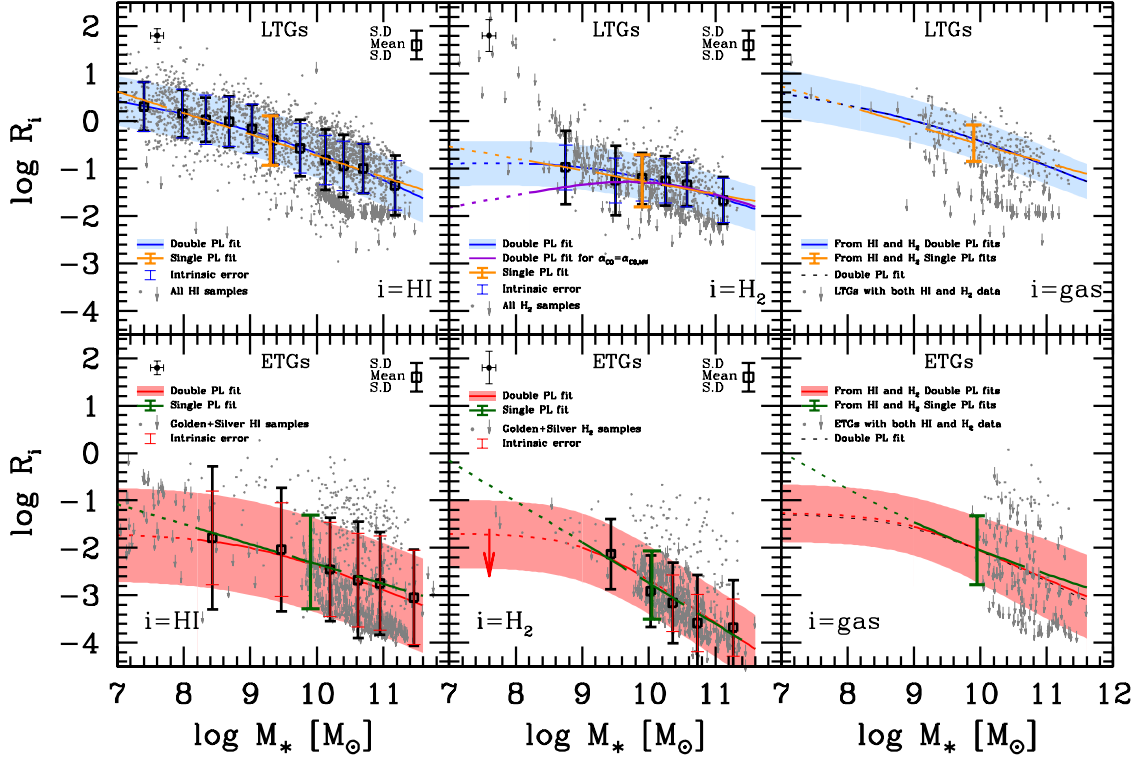 LTGs
S.D
Mean
S.D
Double PL fit
Single PL fit
Intrinsic error
All HI samples
i=HI
LTGs
S.D
Mean
S.D
Double PL fit
Double PL fit for α_CO=α_CO,MW
Single PL fit
Intrinsic error
All H₂ samples
i=H₂
LTGs
From HI and H₂ Double PL fits
From HI and H₂ Single PL fits
Double PL fit
LTGs with both HI and H₂ data
i=gas
2
1
0
−1
−2
−3
−4
log R_i
ETGs
S.D
Mean
S.D
Double PL fit
Single PL fit
Golden+Silver HI samples
Intrinsic error
i=HI
ETGs
S.D
Mean
S.D
Double PL fit
Single PL fit
Golden+Silver H₂ samples
Intrinsic error
i=H₂
ETGs
From HI and H₂ Double PL fits
From HI and H₂ Single PL fits
ETGs with both HI and H₂ data
Double PL fit
i=gas
2
1
0
−1
−2
−3
−4
log R_i
7 8 9 10 11 7 8 9 10 11 7 8 9 10 11 12
log M_* [M_⊙] log M_* [M_⊙] log M_* [M_⊙]